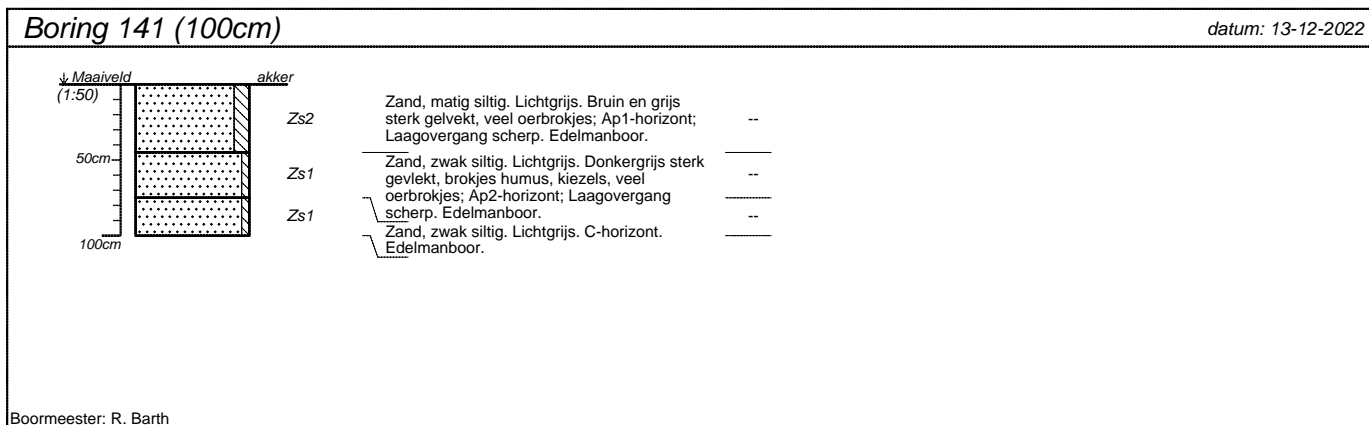 Boring 141 (100cm)
datum: 13-12-2022
Maaiveld
akker
(1:50)
Zs2
Zand, matig siltig. Lichtgrijs. Bruin en grijs
sterk gelvekt, veel oerbrokjes; Ap1-horizont;
Laagovergang scherp. Edelmanboor.
--
50cm
Zs1
Zand, zwak siltig. Lichtgrijs. Donkergrijs sterk
gevlekt, brokjes humus, kiezels, veel
oerbrokjes; Ap2-horizont; Laagovergang
scherp. Edelmanboor.
--
Zs1
Zand, zwak siltig. Lichtgrijs. C-horizont.
Edelmanboor.
--
100cm
Boormeester: R. Barth